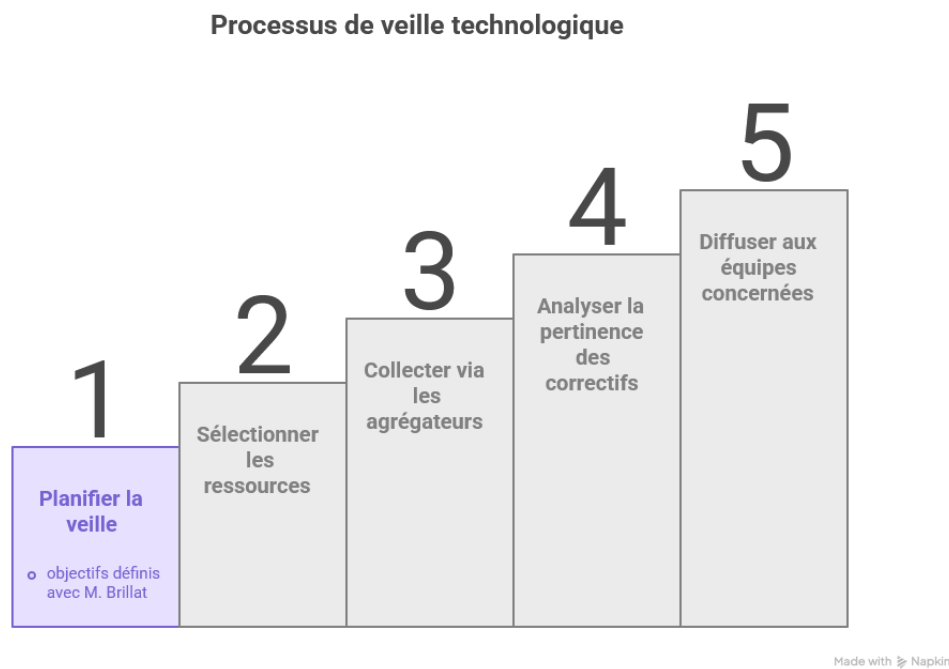 Processus de veille technologique
1
Planifier la
veille
objectifs définis
avec M. Brillat
2
Sélectionner
les
ressources
3
Collecter via
les
agrégateurs
4
Analyser la
pertinence
des
correctifs
5
Diffuser aux
équipes
concernées
Made with Napkin